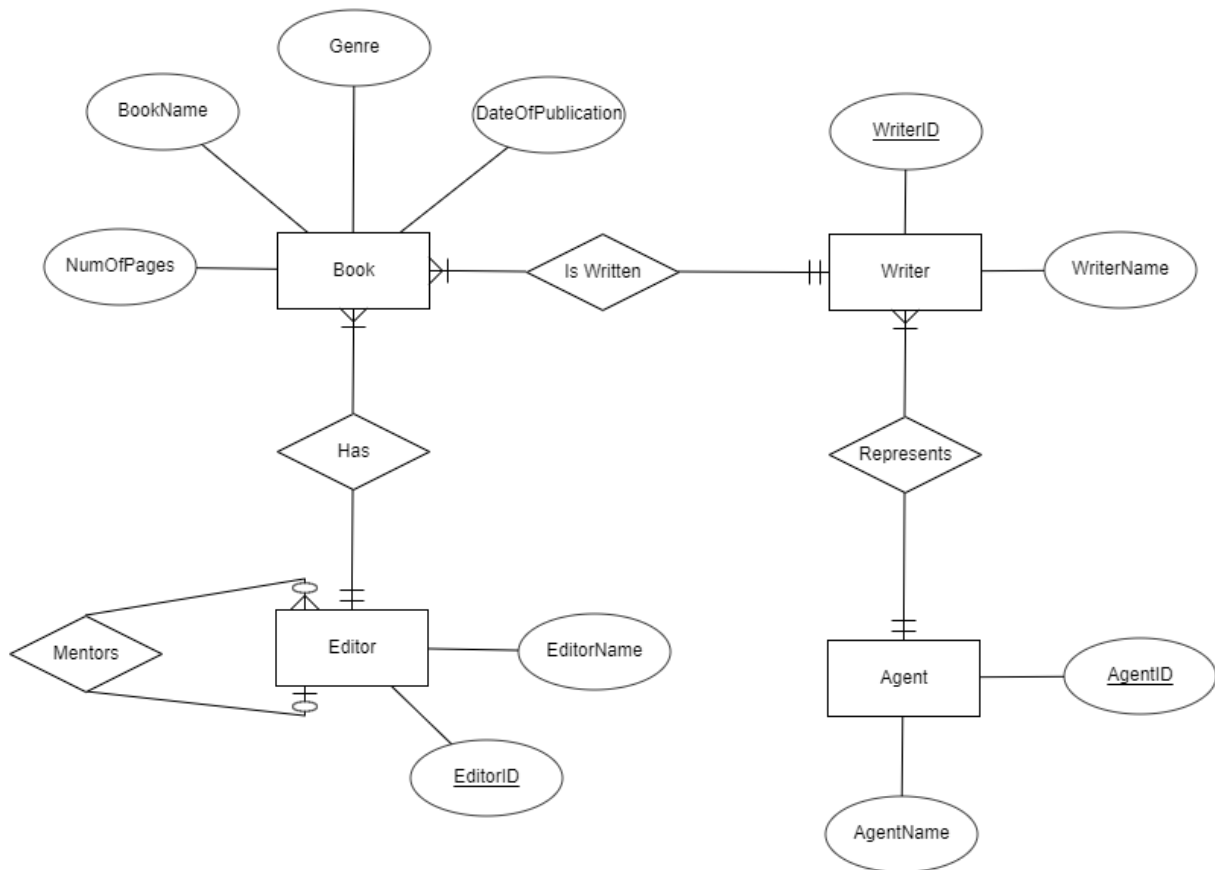 Genre
BookName
DateOfPublication
WriterID
NumOfPages
Book
Is Written
Writer
WriterName
Has
Represents
Mentors
Editor
EditorName
Agent
AgentID
EditorID
AgentName